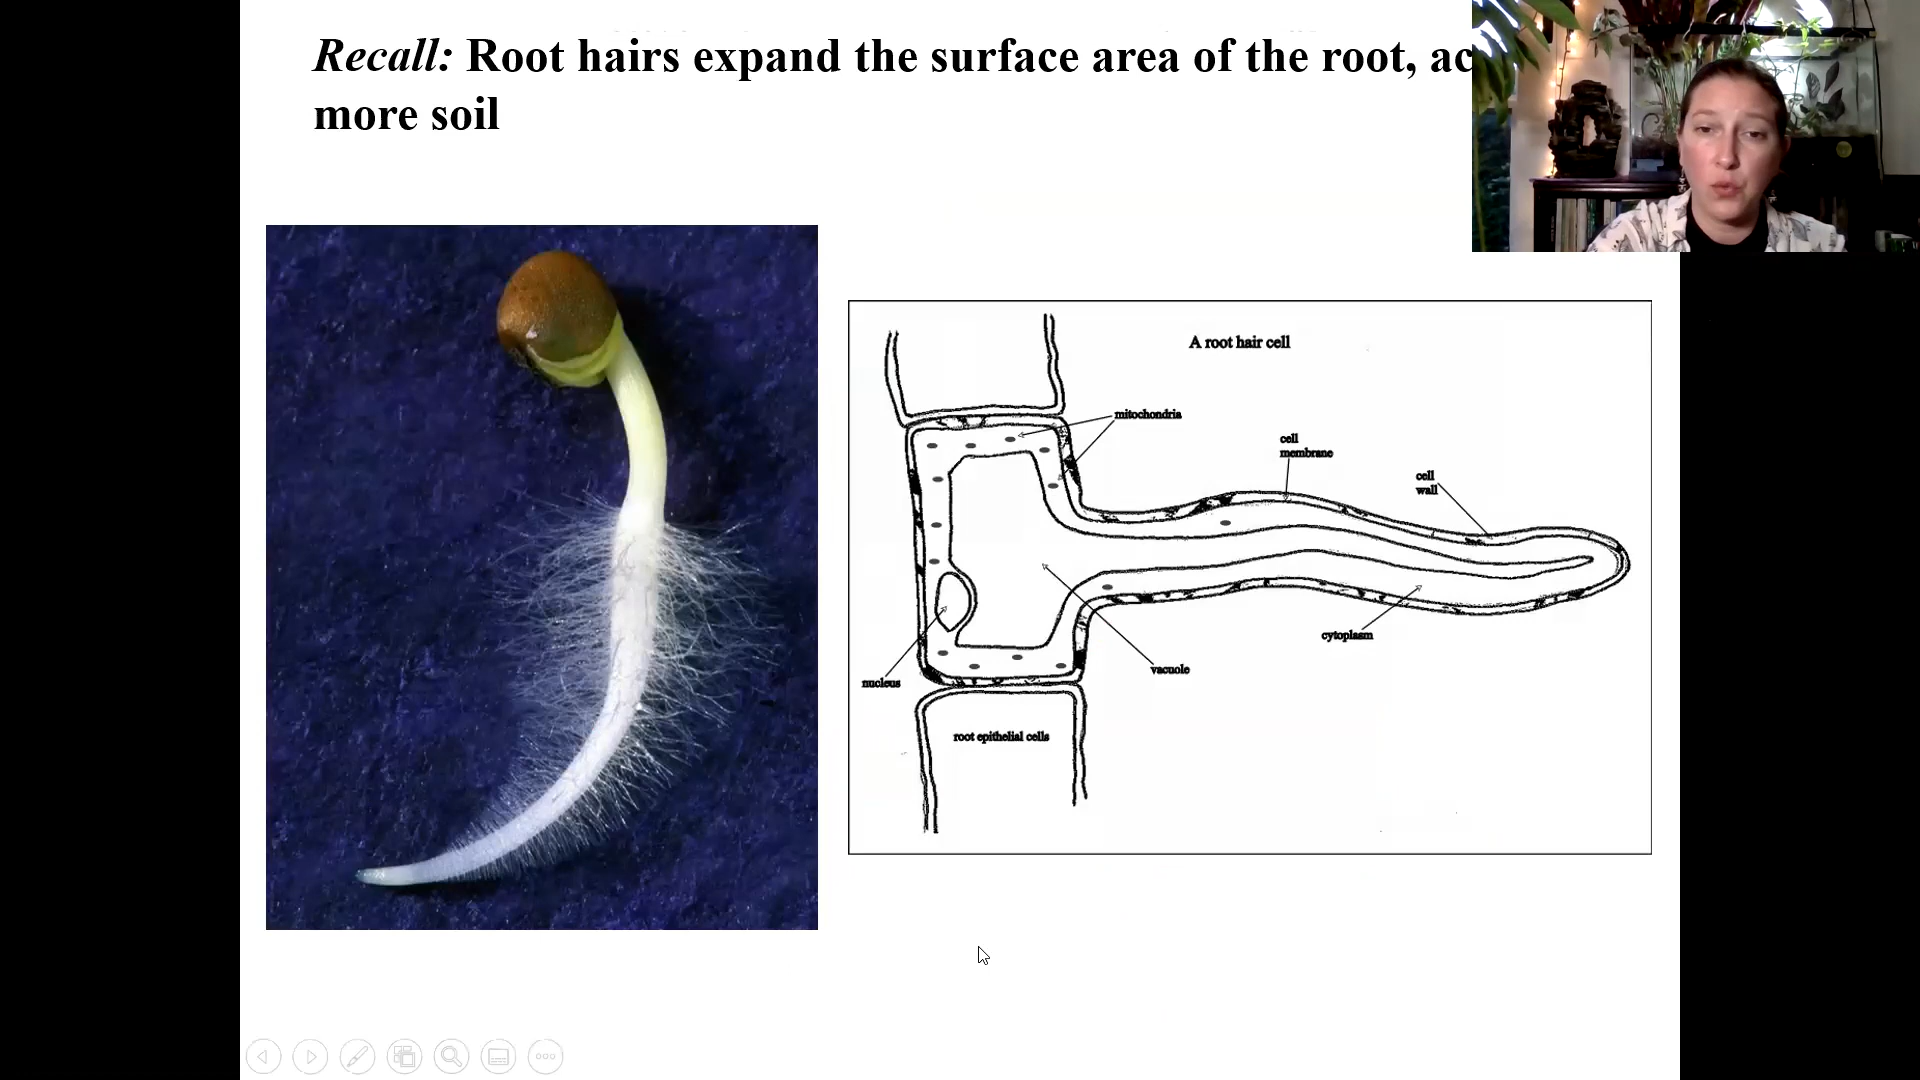 Recall: Root hairs expand the surface area of the root, ac
more soil
A root hair cell
mitochondria
cell
membrane
cell
wall
cytoplasm
vacuole
nucleus
root epithelial cells